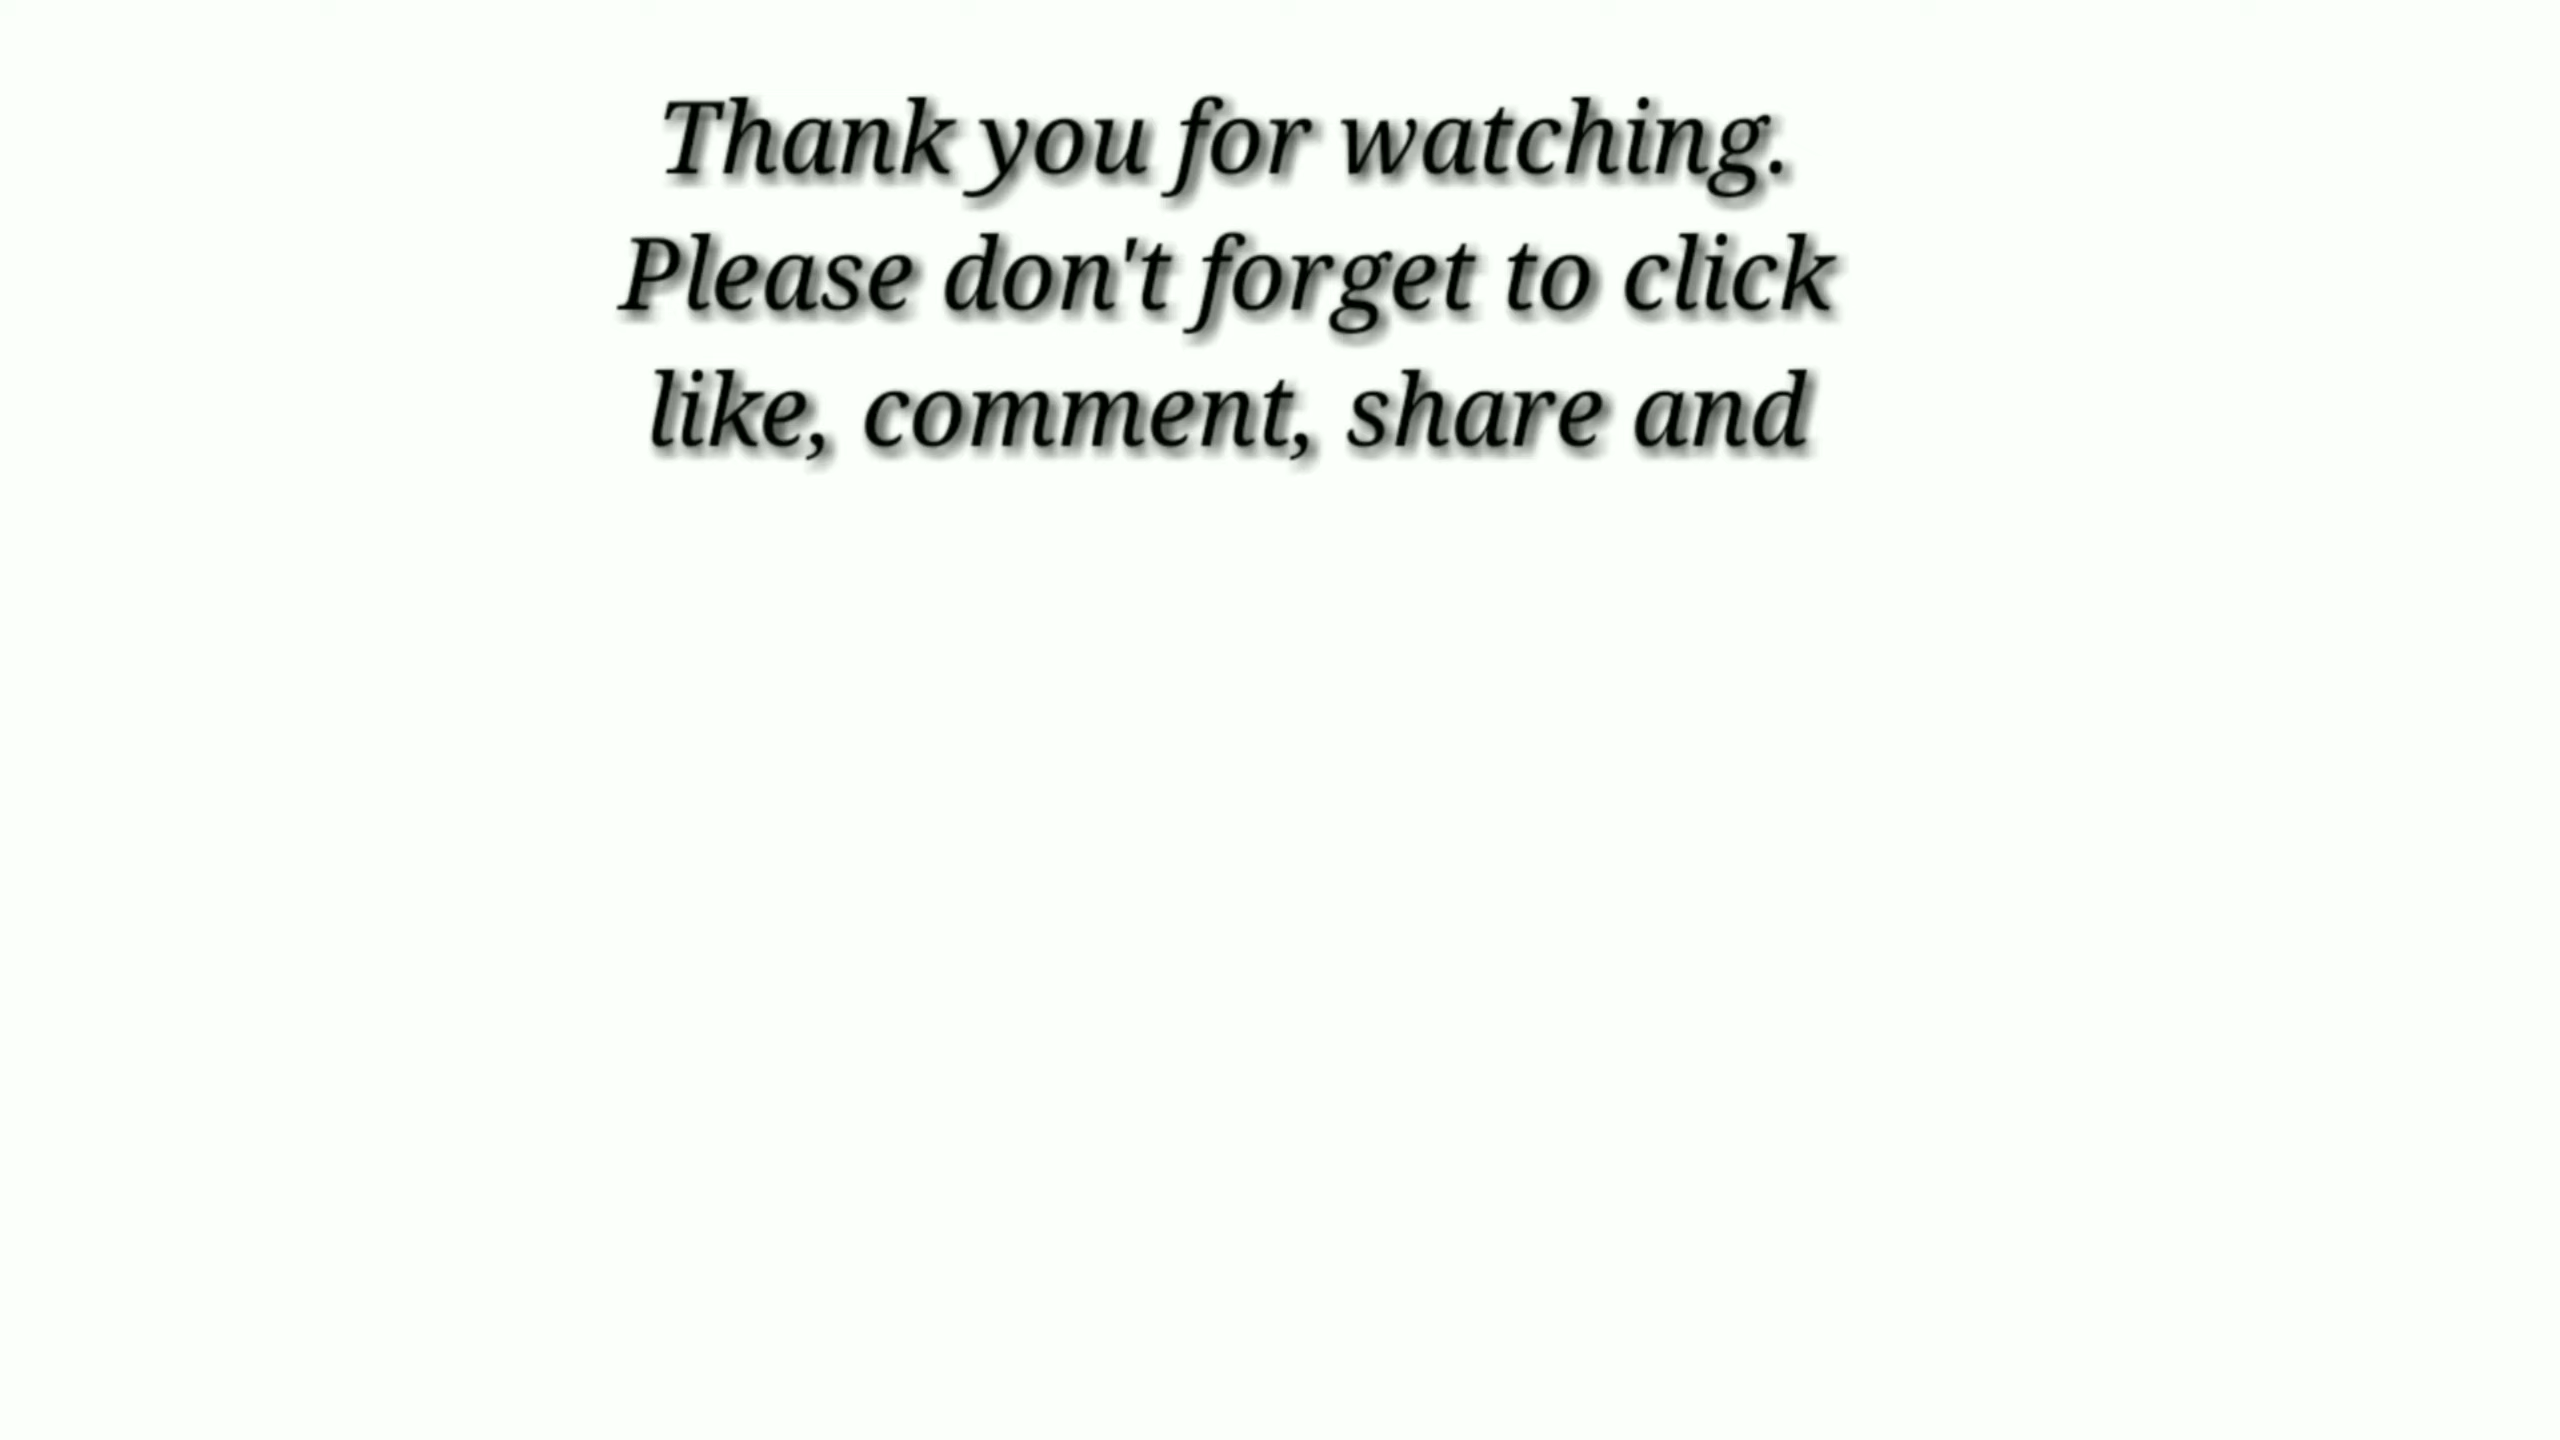 Thank you for watching.
Please don't forget to click
like, comment, share and